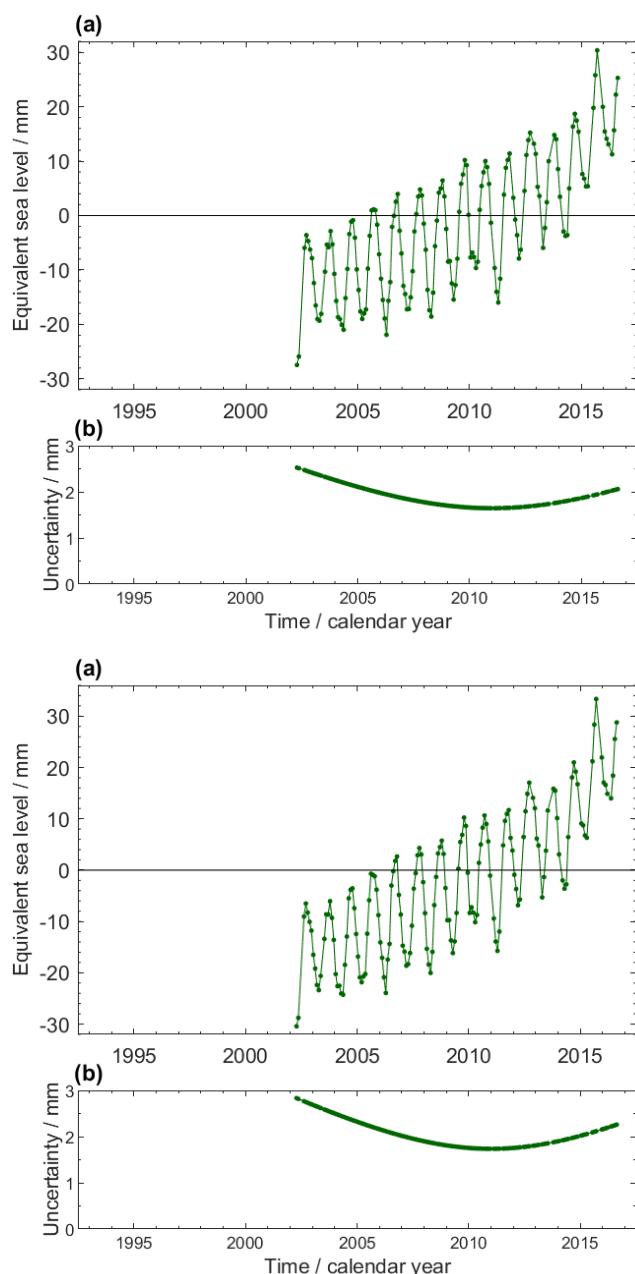 (a)
30
20
10
0
-10
-20
-30
Equivalent sea level / mm
1995 2000 2005 2010 2015
(b)
3
2
1
0
Uncertainty / mm
1995 2000 2005 2010 2015
Time / calendar year
(a)
30
20
10
0
-10
-20
-30
Equivalent sea level / mm
1995 2000 2005 2010 2015
(b)
3
2
1
0
Uncertainty / mm
1995 2000 2005 2010 2015
Time / calendar year